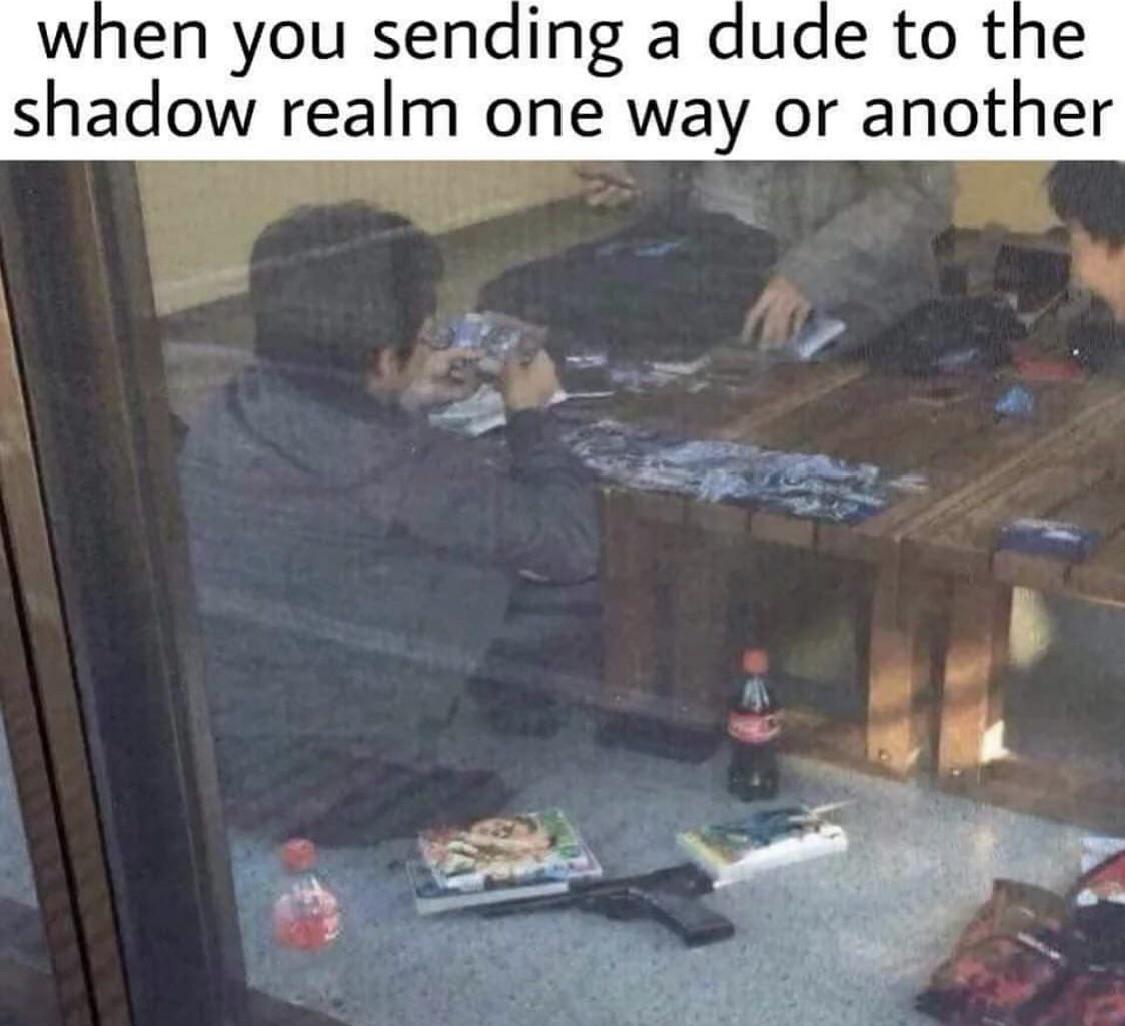 when you sending a dude to the
shadow realm one way or another